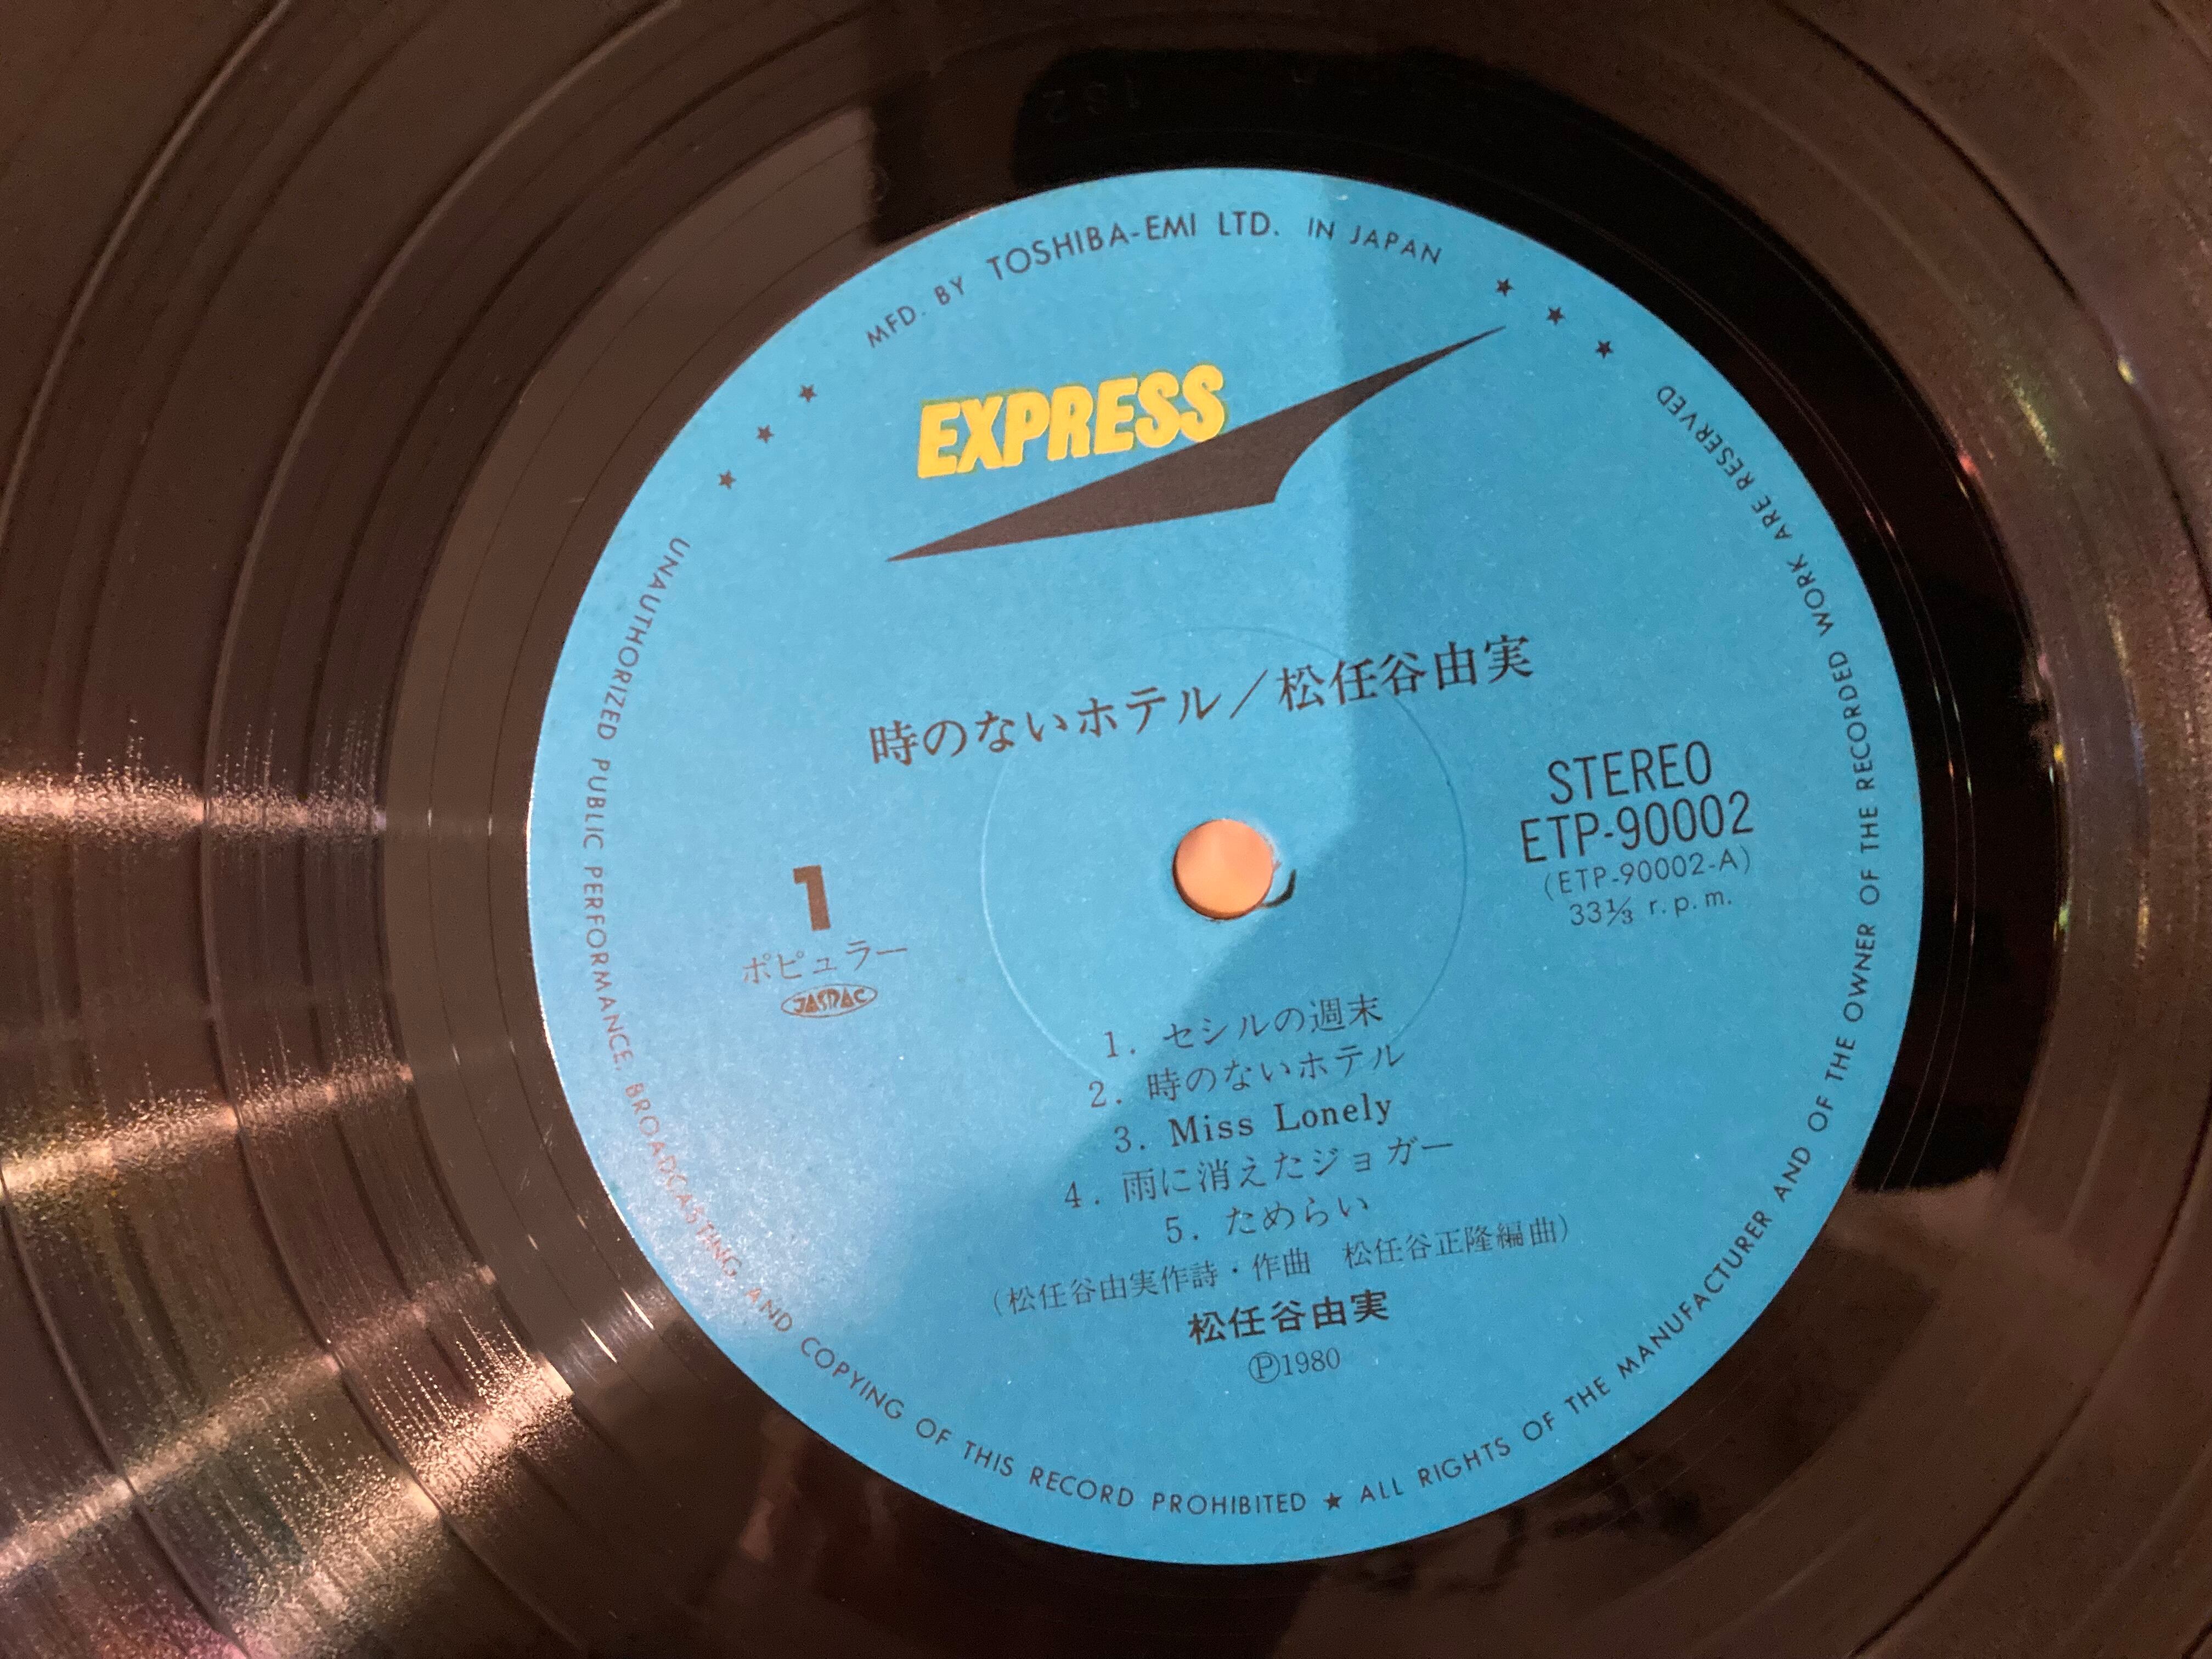 MFD. BY TOSHIBA-EMI LTD. IN JAPAN ★ ★ ★
EXPRESS
時のないホテル／松任谷由実
STEREO
ETP-90002
(ETP-90002-A)
33⅓ r.p.m.
1
ポピュラー
JASRAC
1. セシルの週末
2. 時のないホテル
3. Miss Lonely
4. 雨に消えたジョガー
5. ためらい
(松任谷由実作詩・作曲 松任谷正隆編曲)
松任谷由実
Ⓟ1980
★ ★ ★ UNAUTHORIZED PUBLIC PERFORMANCE, BROADCASTING AND COPYING OF THIS RECORD PROHIBITED ★ ALL RIGHTS OF THE MANUFACTURER AND OF THE OWNER OF THE RECORDED WORK ARE RESERVED